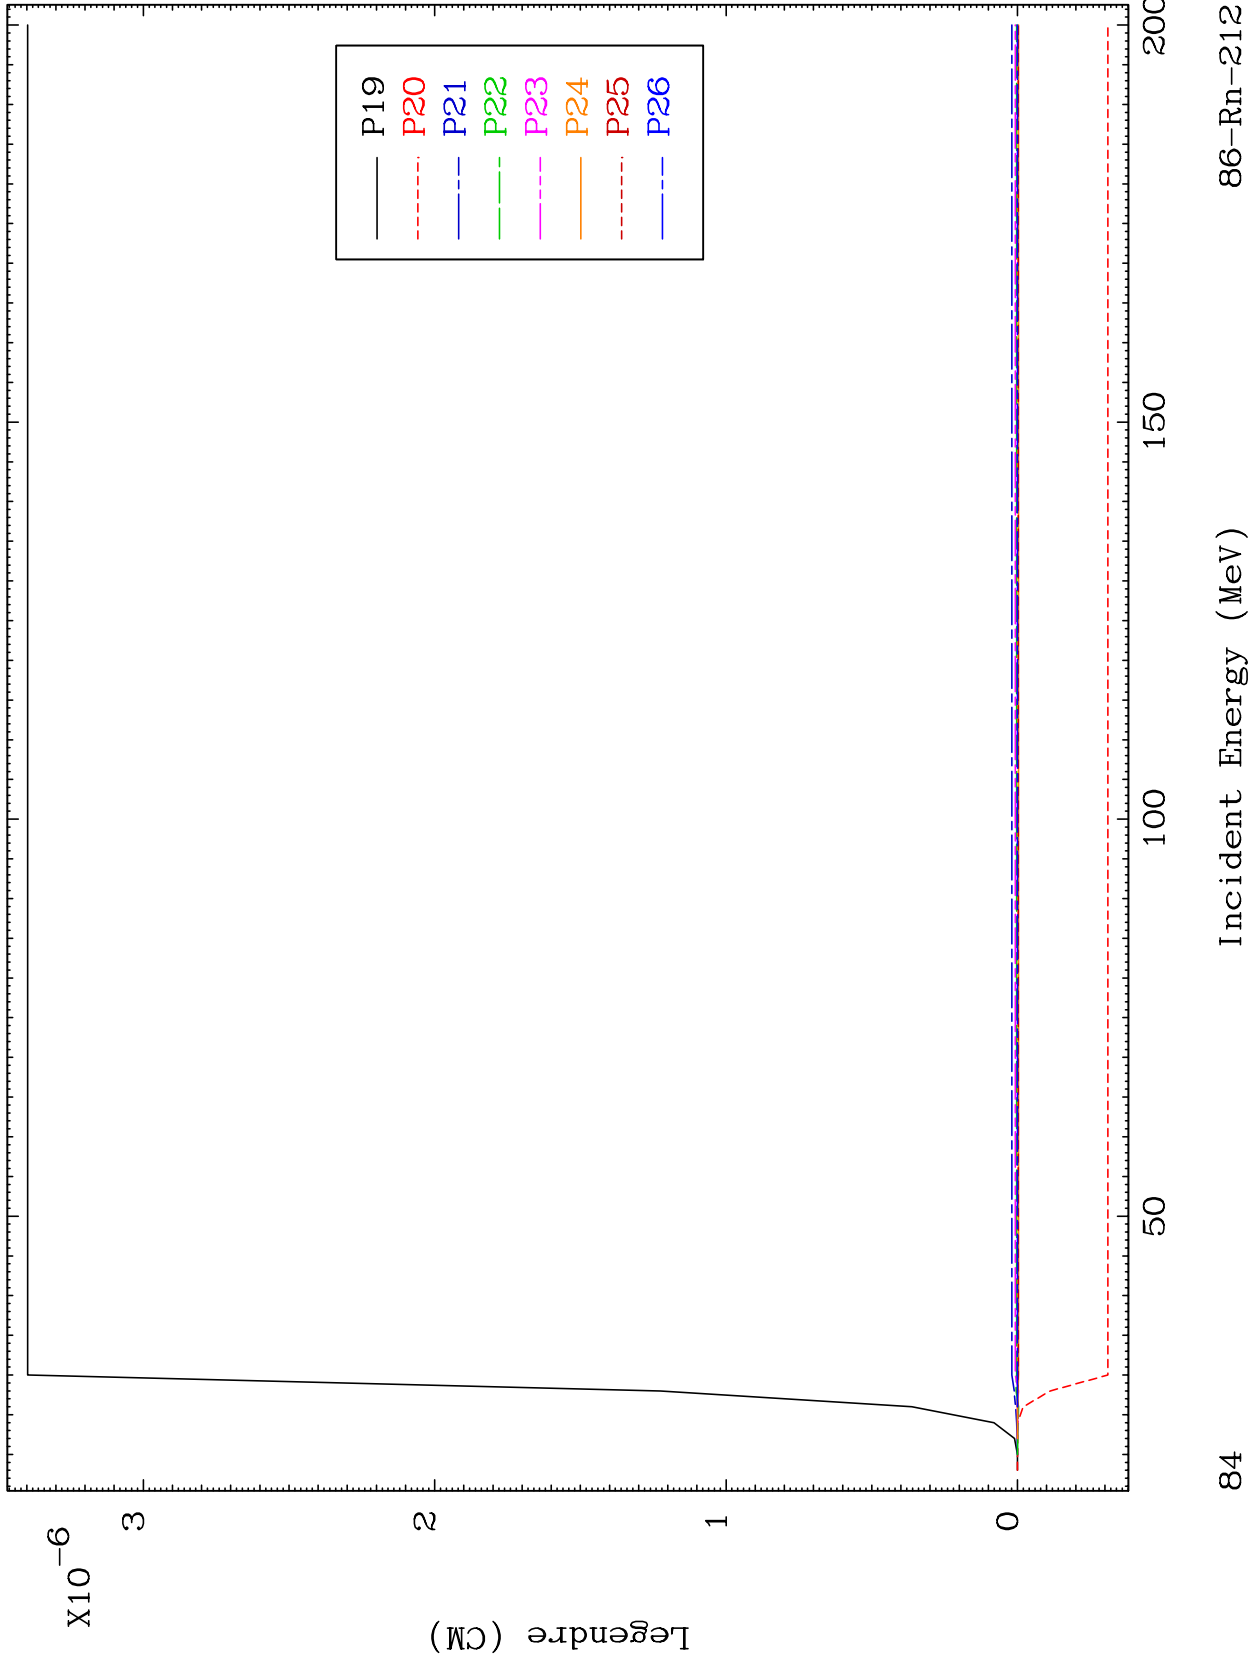 X10-6
3
2
1
0
Legendre (CM)
P19
P20
P21
P22
P23
P24
P25
P26
50
100
150
200
Incident Energy (MeV)
84
86-Rn-212